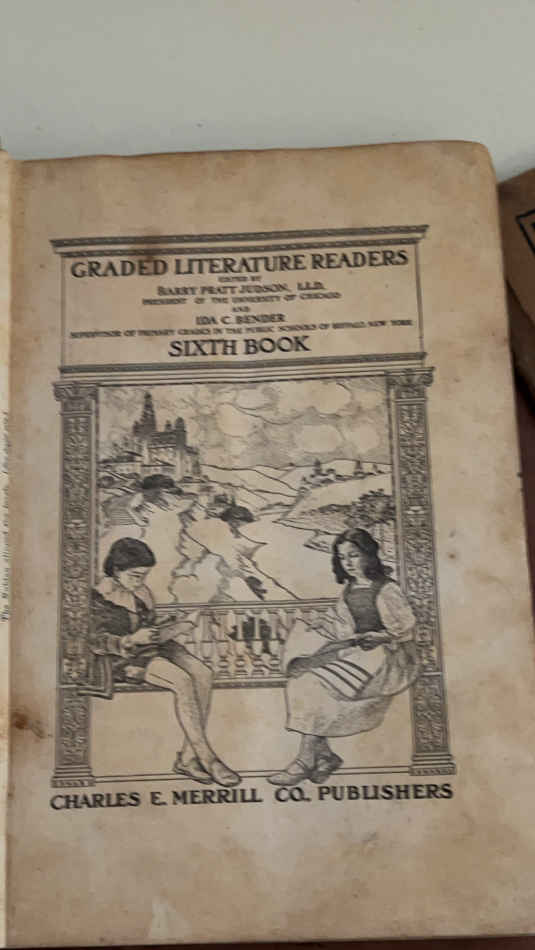 GRADED LITERATURE READERS
EDITED BY
HARRY PRATT JUDSON, LL.D.
PRESIDENT OF THE UNIVERSITY OF CHICAGO
AND
IDA C. BENDER
SUPERVISOR OF PRIMARY GRADES IN THE PUBLIC SCHOOLS OF BUFFALO, NEW YORK
SIXTH BOOK
CHARLES E. MERRILL CO., PUBLISHERS